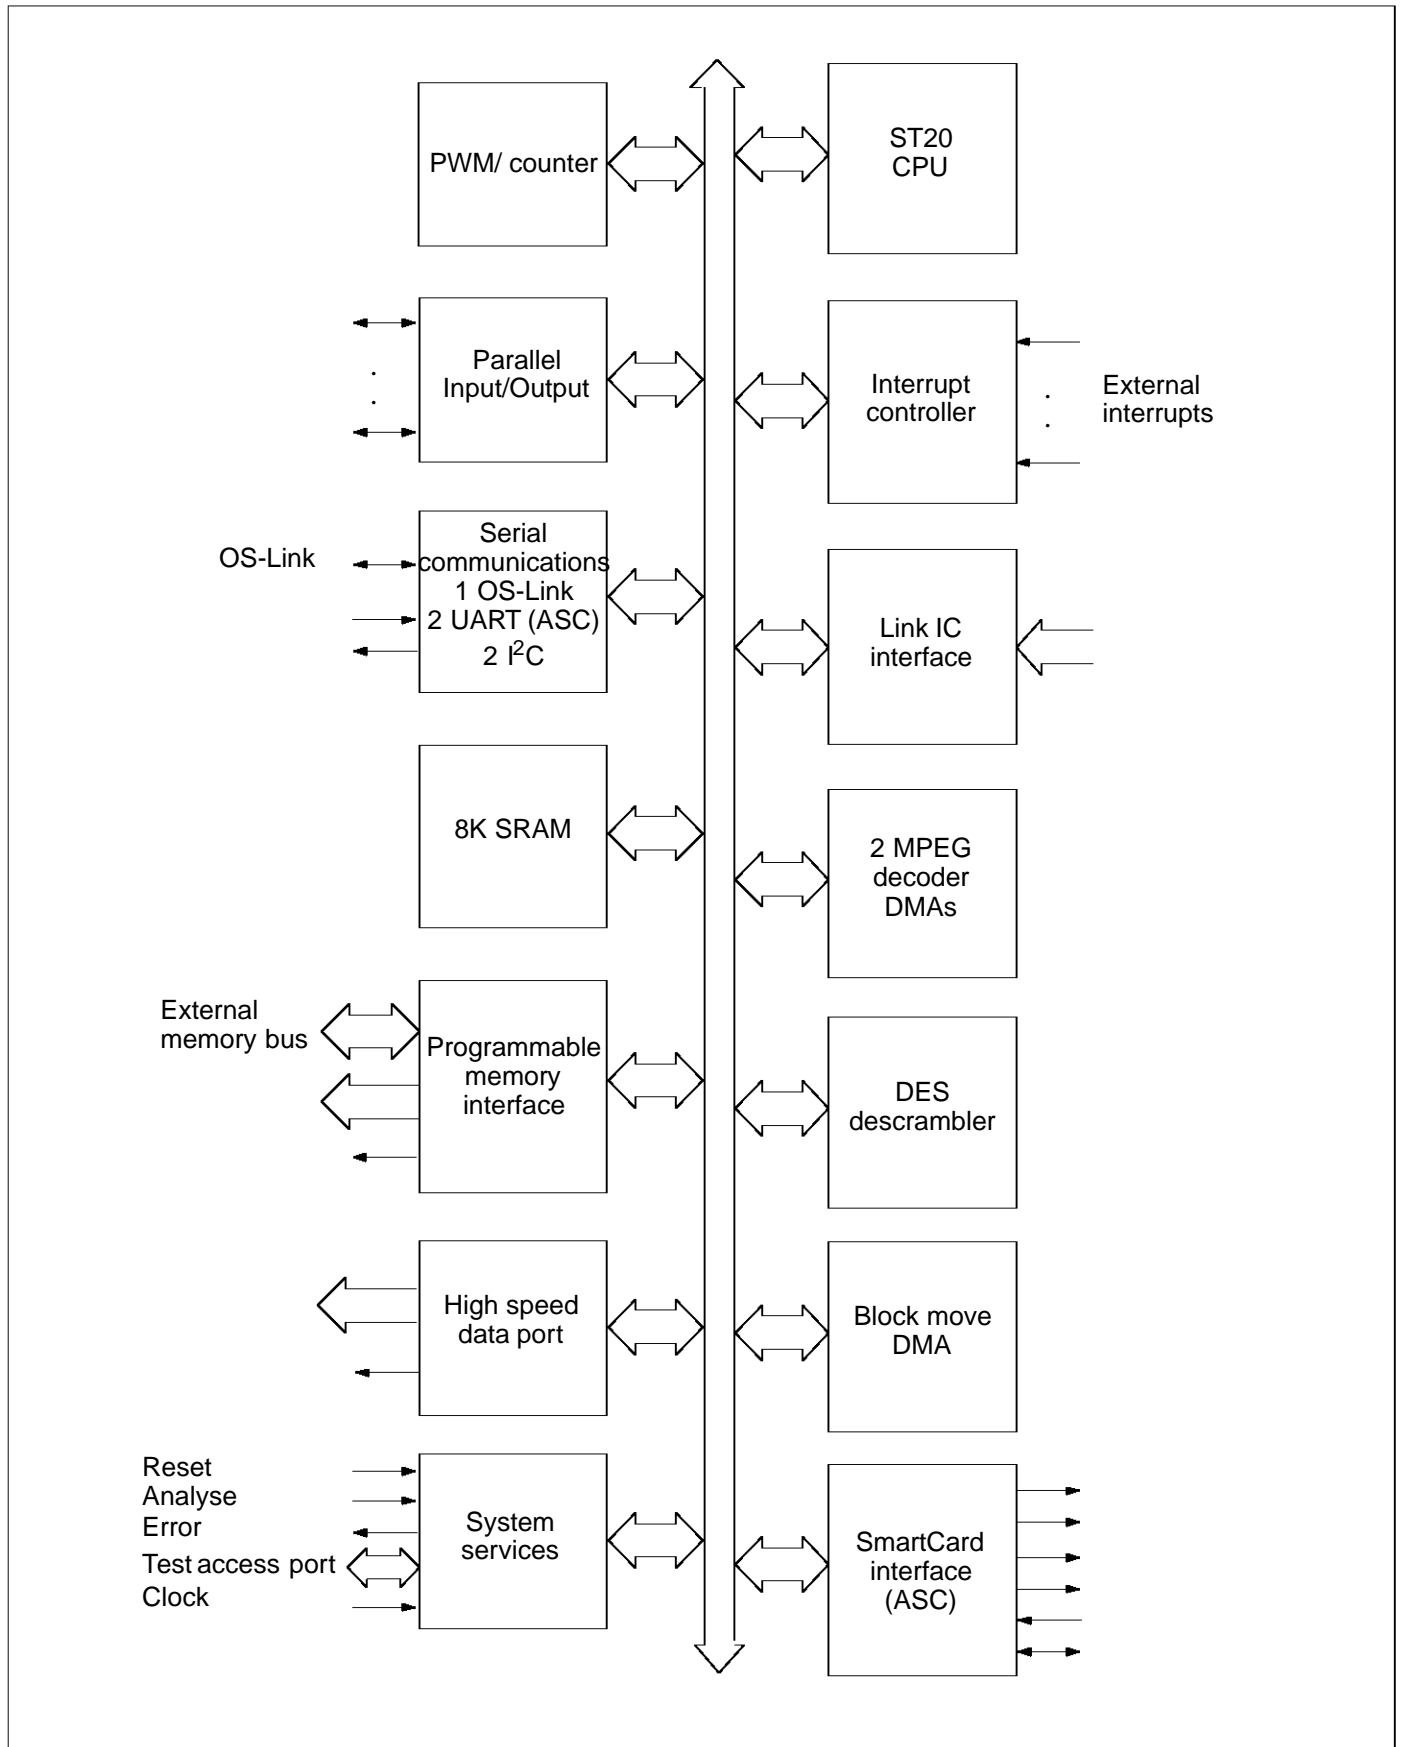 PWM/ counter
ST20
CPU
Parallel
Input/Output
Interrupt
controller
External
interrupts
OS-Link
Serial
communications
1 OS-Link
2 UART (ASC)
2 I²C
Link IC
interface
8K SRAM
2 MPEG
decoder
DMAs
External
memory bus
Programmable
memory
interface
DES
descrambler
High speed
data port
Block move
DMA
Reset
Analyse
Error
Test access port
Clock
System
services
SmartCard
interface
(ASC)